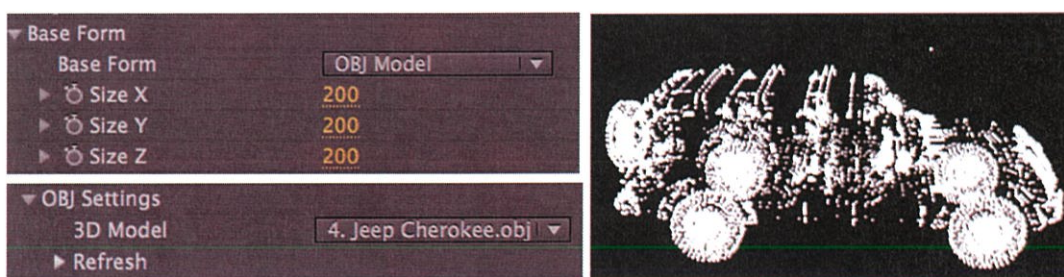 Base Form
Base Form OBJ Model
Size X 200
Size Y 200
Size Z 200
OBJ Settings
3D Model 4. Jeep Cherokee.obj
Refresh